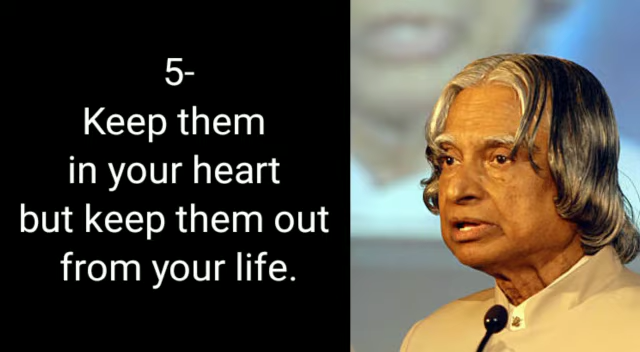 5-
Keep them
in your heart
but keep them out
from your life.